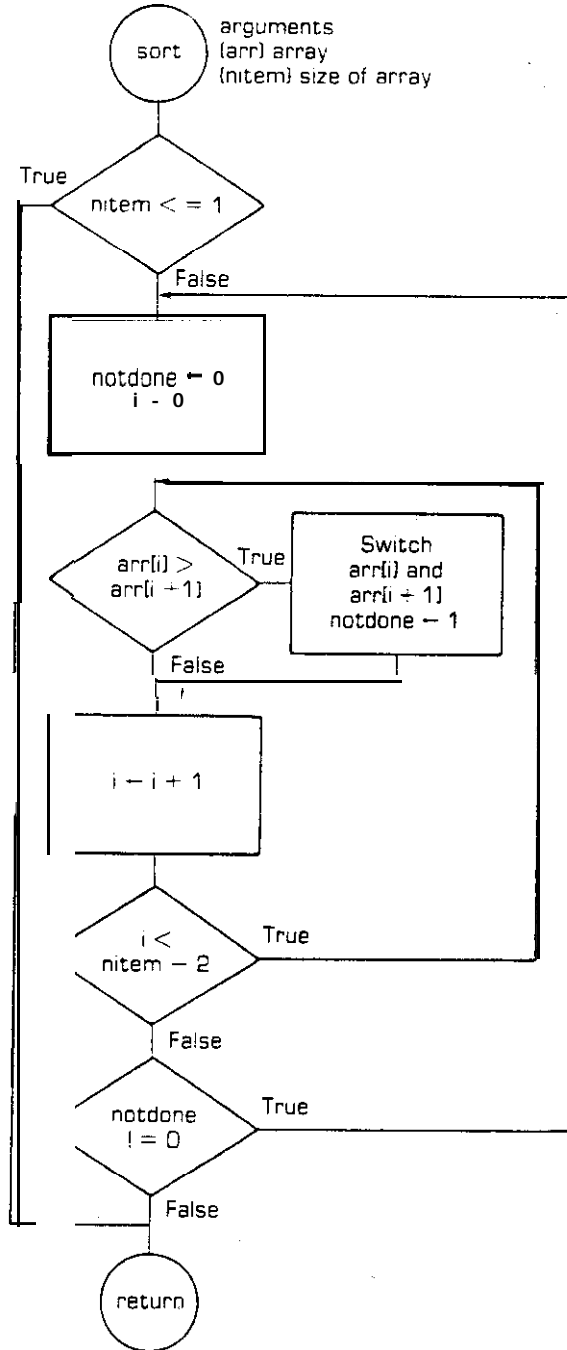 sort
arguments
(arr) array
(nitem) size of array
True
nitem < = 1
False
notdone ← 0
i - 0
arr[i] >
arr[i + 1]
True
Switch
arr[i] and
arr[i + 1]
notdone ← 1
False
i ← i + 1
i <
nitem - 2
True
False
notdone
! = 0
True
False
return